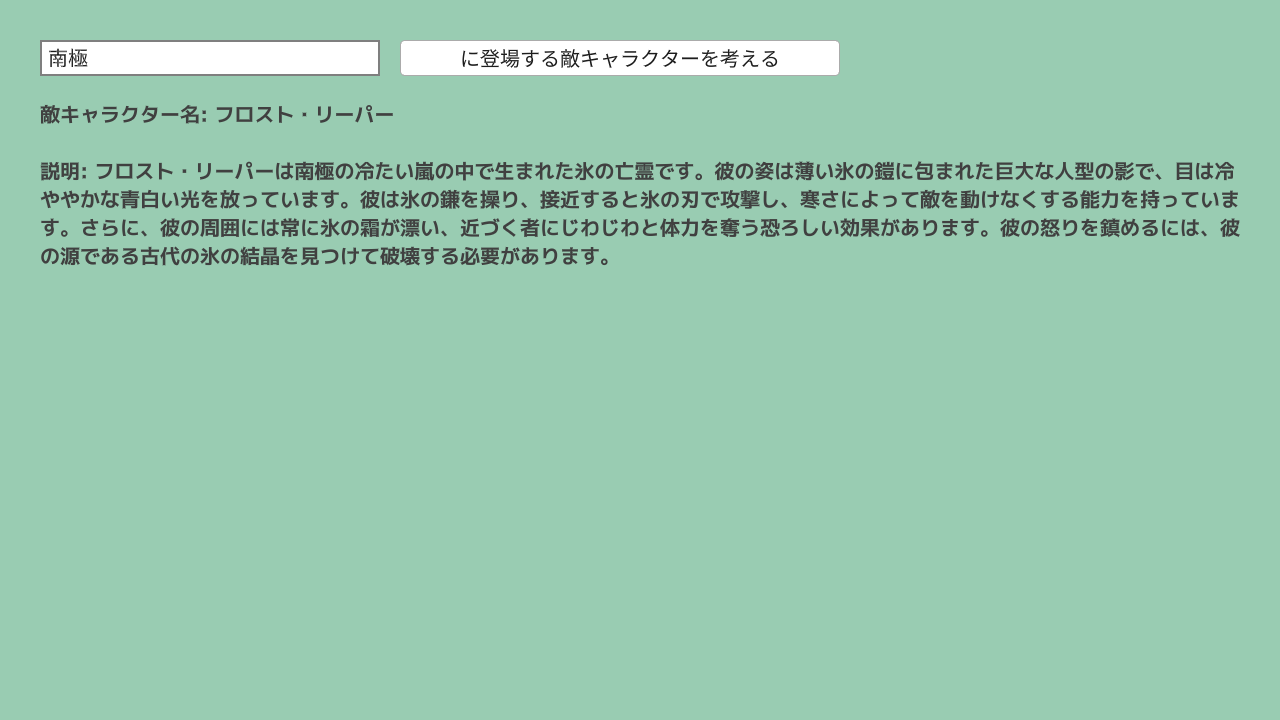 南極
に登場する敵キャラクターを考える
敵キャラクター名: フロスト・リーパー
説明: フロスト・リーパーは南極の冷たい嵐の中で生まれた氷の亡霊です。彼の姿は薄い氷の鎧に包まれた巨大な人型の影で、目は冷
ややかな青白い光を放っています。彼は氷の鎌を操り、接近すると氷の刃で攻撃し、寒さによって敵を動けなくする能力を持っていま
す。さらに、彼の周囲には常に氷の霜が漂い、近づく者にじわじわと体力を奪う恐ろしい効果があります。彼の怒りを鎮めるには、彼
の源である古代の氷の結晶を見つけて破壊する必要があります。